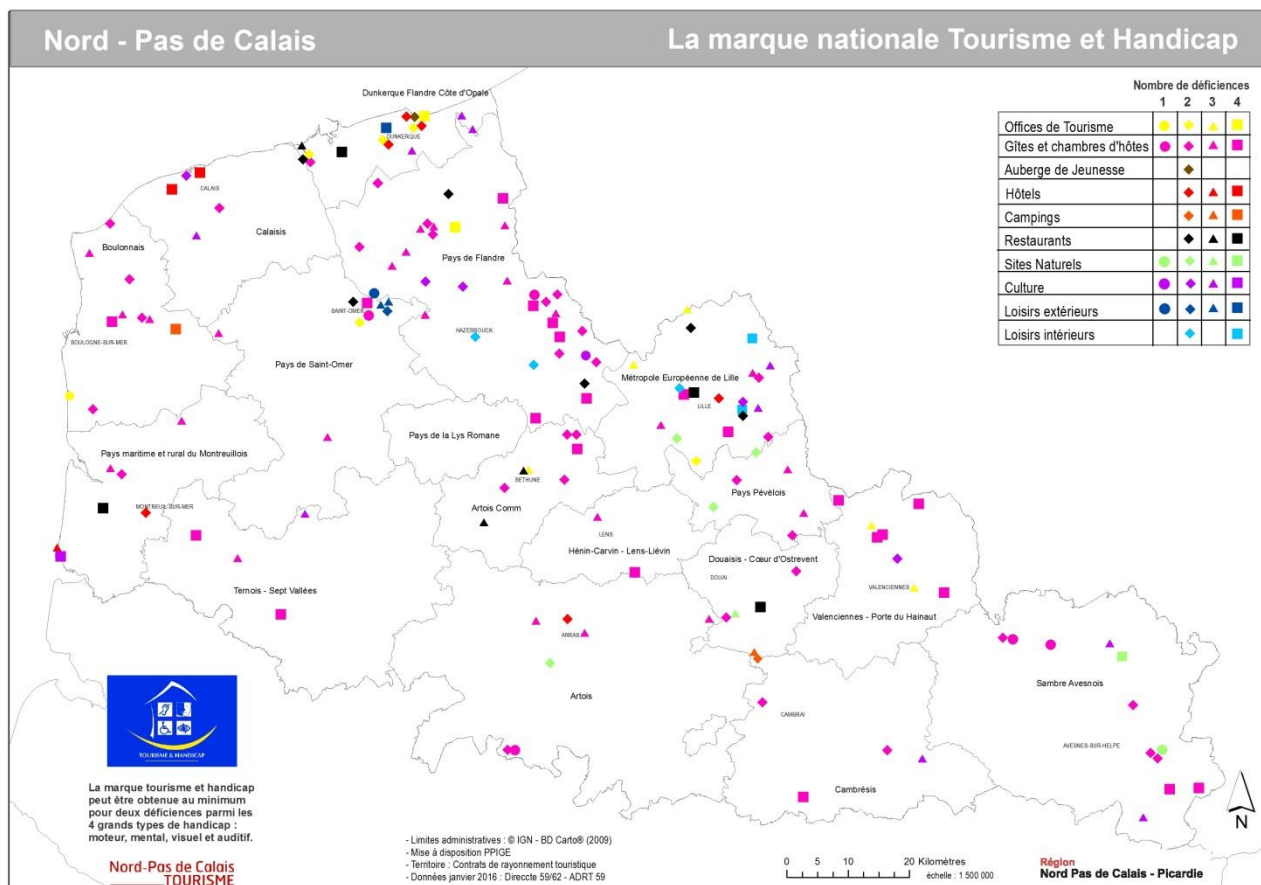 Nord - Pas de Calais
La marque nationale Tourisme et Handicap
Nombre de déficiences
1 2 3 4
Offices de Tourisme
Gîtes et chambres d'hôtes
Auberge de Jeunesse
Hôtels
Campings
Restaurants
Sites Naturels
Culture
Loisirs extérieurs
Loisirs intérieurs
Dunkerque Flandre Côte d'Opale
DUNKERQUE
CALAIS
Calaisis
Boulonnais
Pays de Flandre
SAINT-OMER
HAZEBROUCK
BOULOGNE-SUR-MER
Pays de Saint-Omer
Métropole Européenne de Lille
LILLE
Pays de la Lys Romane
Pays maritime et rural du Montreuillois
BETHUNE
Pays Pévélois
MONTREUIL-SUR-MER
Artois Comm
LENS
Hénin-Carvin - Lens-Liévin
Douaisis - Cœur d'Ostrevent
DOUAI
VALENCIENNES
Ternois - Sept Vallées
Valenciennes - Porte du Hainaut
ARRAS
Sambre Avesnois
Artois
CAMBRAI
AVESNES-SUR-HELPE
Cambrésis
TOURISME & HANDICAP
La marque tourisme et handicap
peut être obtenue au minimum
pour deux déficiences parmi les
4 grands types de handicap :
moteur, mental, visuel et auditif.
Nord-Pas de Calais
TOURISME
- Limites administratives : © IGN - BD Carto® (2009)
- Mise à disposition PPIGE
- Territoire : Contrats de rayonnement touristique
- Données janvier 2016 : Direccte 59/62 - ADRT 59
0 5 10 20 Kilomètres
échelle : 1 500 000
Région
Nord Pas de Calais - Picardie
N